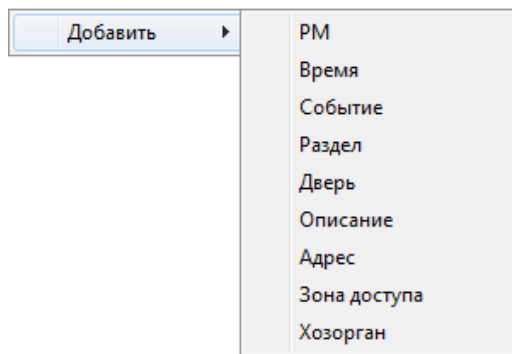 Добавить
РМ
Время
Событие
Раздел
Дверь
Описание
Адрес
Зона доступа
Хозорган